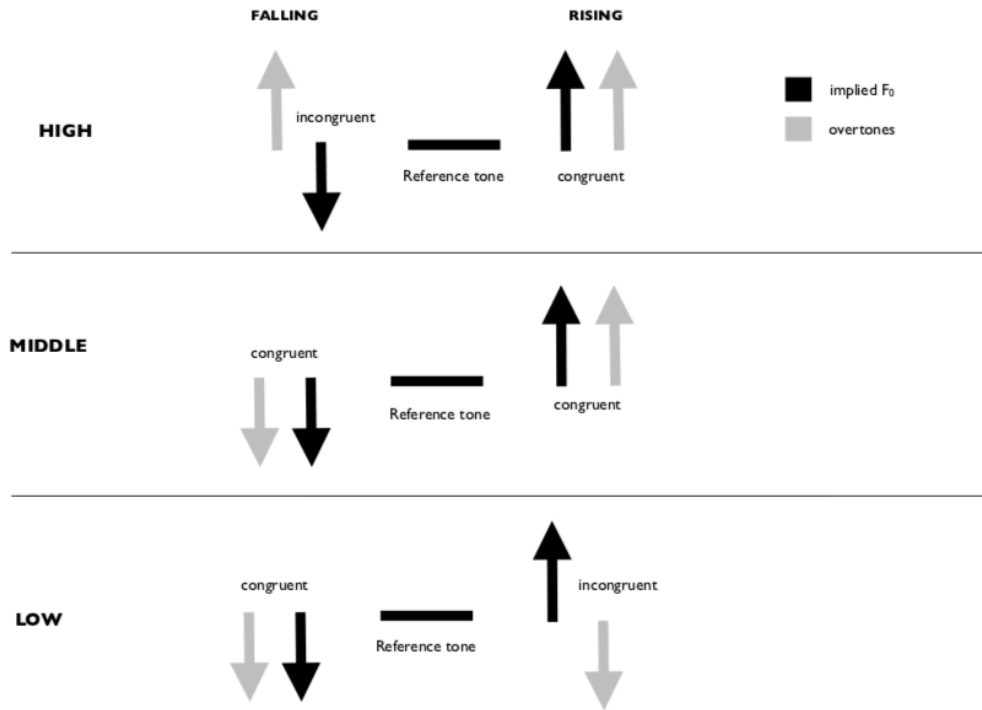 FALLING
RISING
implied F₀
overtones
HIGH
incongruent
Reference tone
congruent
MIDDLE
congruent
Reference tone
congruent
LOW
congruent
Reference tone
incongruent